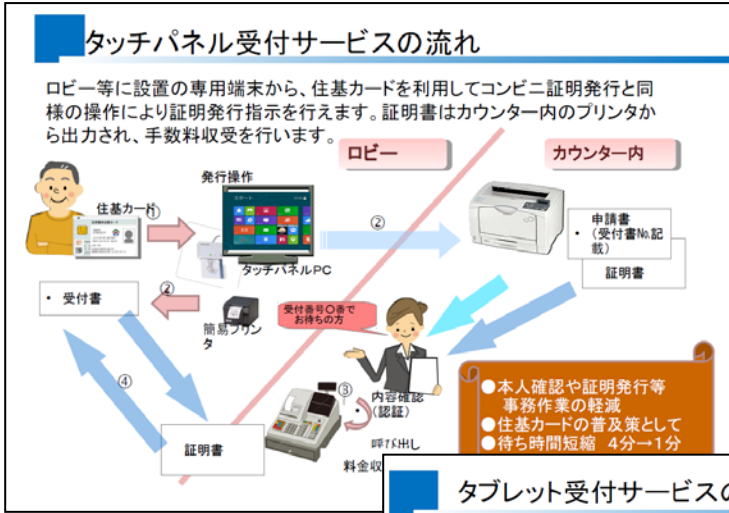 タッチパネル受付サービスの流れ
ロビー等に設置の専用端末から、住基カードを利用してコンビニ証明発行と同
様の操作により証明発行指示を行えます。証明書はカウンター内のプリンタか
ら出力され、手数料収受を行います。
ロビー
カウンター内
発行操作
住基カード
①
②
タッチパネルPC
・ 申請書
(受付書No.記
載)
証明書
・ 受付書
②
簡易プリン
タ
受付番号〇番で
お待ちの方
④
③
内容確認
(認証)
呼び出し
料金収
証明書
●本人確認や証明発行等
事務作業の軽減
●住基カードの普及策として
●待ち時間短縮 4分→1分
タブレット受付サービスの